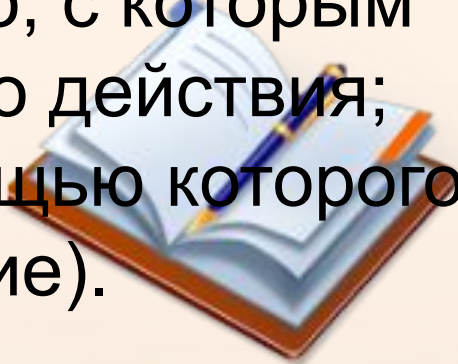 о, с которым
о действия;
щью которого
ие).